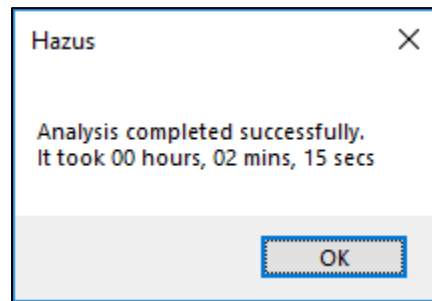 Hazus
Analysis completed successfully.
It took 00 hours, 02 mins, 15 secs
OK